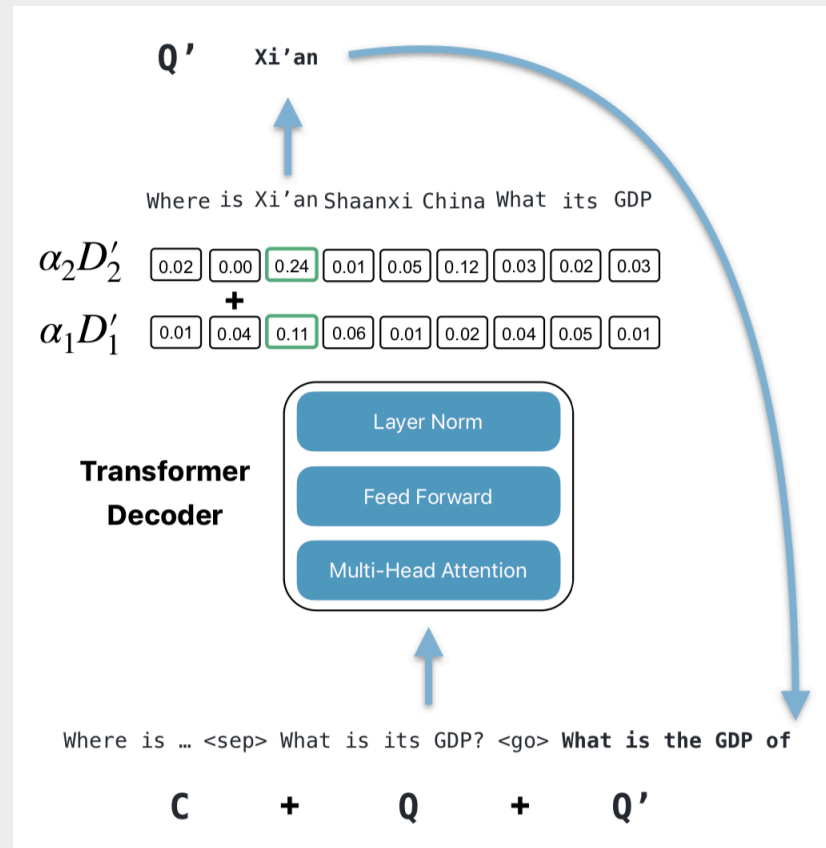 Q’ Xi’an
Where is Xi’an Shaanxi China What its GDP
α₂D′₂ 0.02 0.00 0.24 0.01 0.05 0.12 0.03 0.02 0.03
+
α₁D′₁ 0.01 0.04 0.11 0.06 0.01 0.02 0.04 0.05 0.01
Layer Norm
Transformer
Decoder
Feed Forward
Multi-Head Attention
Where is … <sep> What is its GDP? <go> What is the GDP of
C + Q + Q’